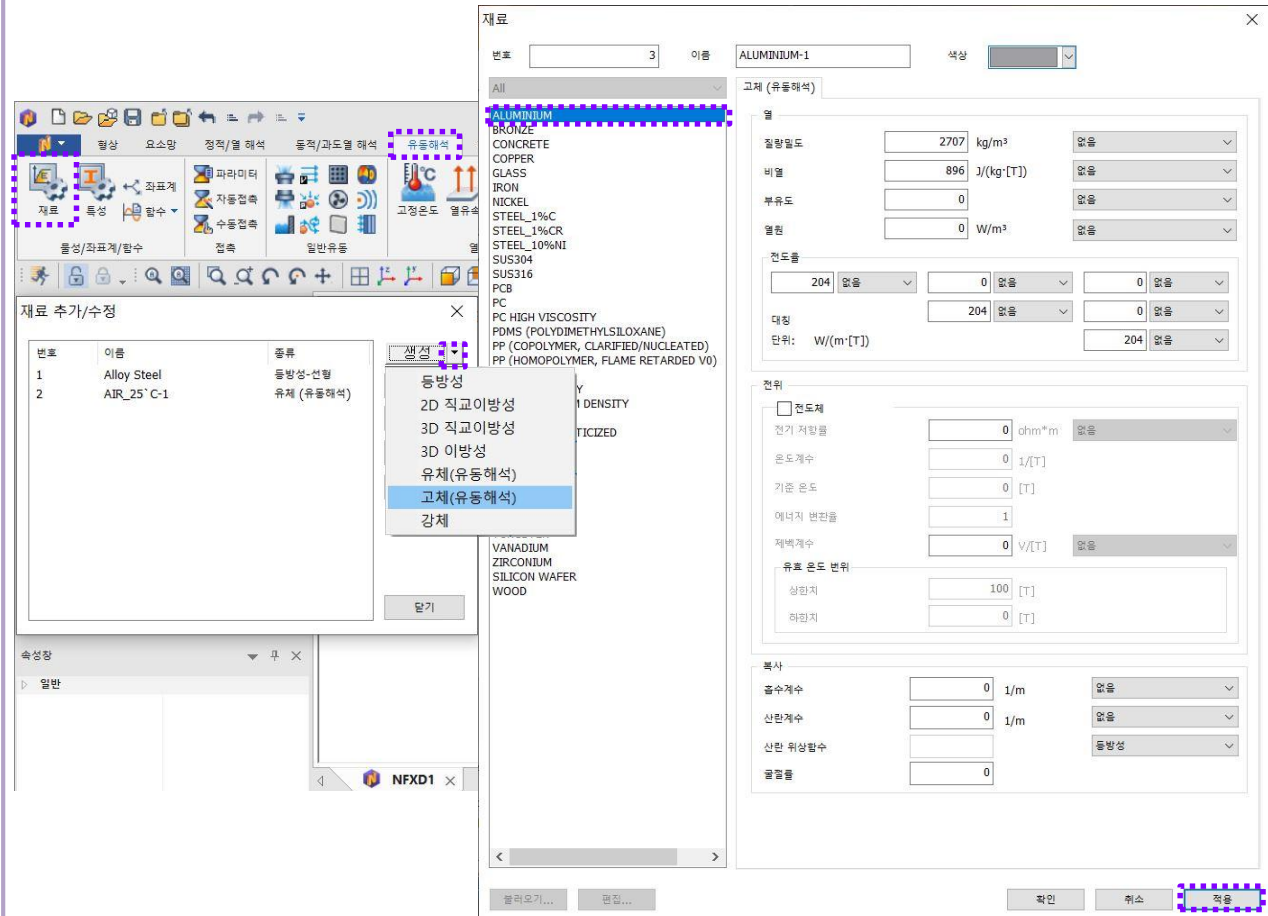 형상 요소망 정적/열 해석 동적/과도열 해석 유동해석
재료 특성 좌표계 함수
파라미터
자동접촉
수동접촉
고정온도 열유속
물성/좌표계/함수 접촉 일반유동 열
재료 추가/수정
번호 이름 종류
1 Alloy Steel 등방성-선형
2 AIR_25`C-1 유체 (유동해석)
생성
등방성
2D 직교이방성
3D 직교이방성
3D 이방성
유체(유동해석)
고체(유동해석)
강체
닫기
속성창
일반
NFXD1
재료
번호 3 이름 ALUMINIUM-1 색상
All
ALUMINIUM
BRONZE
CONCRETE
COPPER
GLASS
IRON
NICKEL
STEEL_1%C
STEEL_1%CR
STEEL_10%NI
SUS304
SUS316
PCB
PC
PC HIGH VISCOSITY
PDMS (POLYDIMETHYLSILOXANE)
PP (COPOLYMER, CLARIFIED/NUCLEATED)
PP (HOMOPOLYMER, FLAME RETARDED V0)
Y
DENSITY
TICIZED
VANADIUM
ZIRCONIUM
SILICON WAFER
WOOD
고체 (유동해석)
열
질량밀도 2707 kg/m³ 없음
비열 896 J/(kg·[T]) 없음
부유도 0 없음
열원 0 W/m³ 없음
전도율
204 없음 0 없음 0 없음
대칭 204 없음 0 없음
단위: W/(m·[T]) 204 없음
전위
전도체
전기 저항률 0 ohm*m 없음
온도계수 0 1/[T]
기준 온도 0 [T]
에너지 변환율 1
제벡계수 0 V/[T] 없음
유효 온도 변위
상한치 100 [T]
하한치 0 [T]
복사
흡수계수 0 1/m 없음
산란계수 0 1/m 없음
산란 위상함수 등방성
굴절률 0
불러오기... 편집... 확인 취소 적용